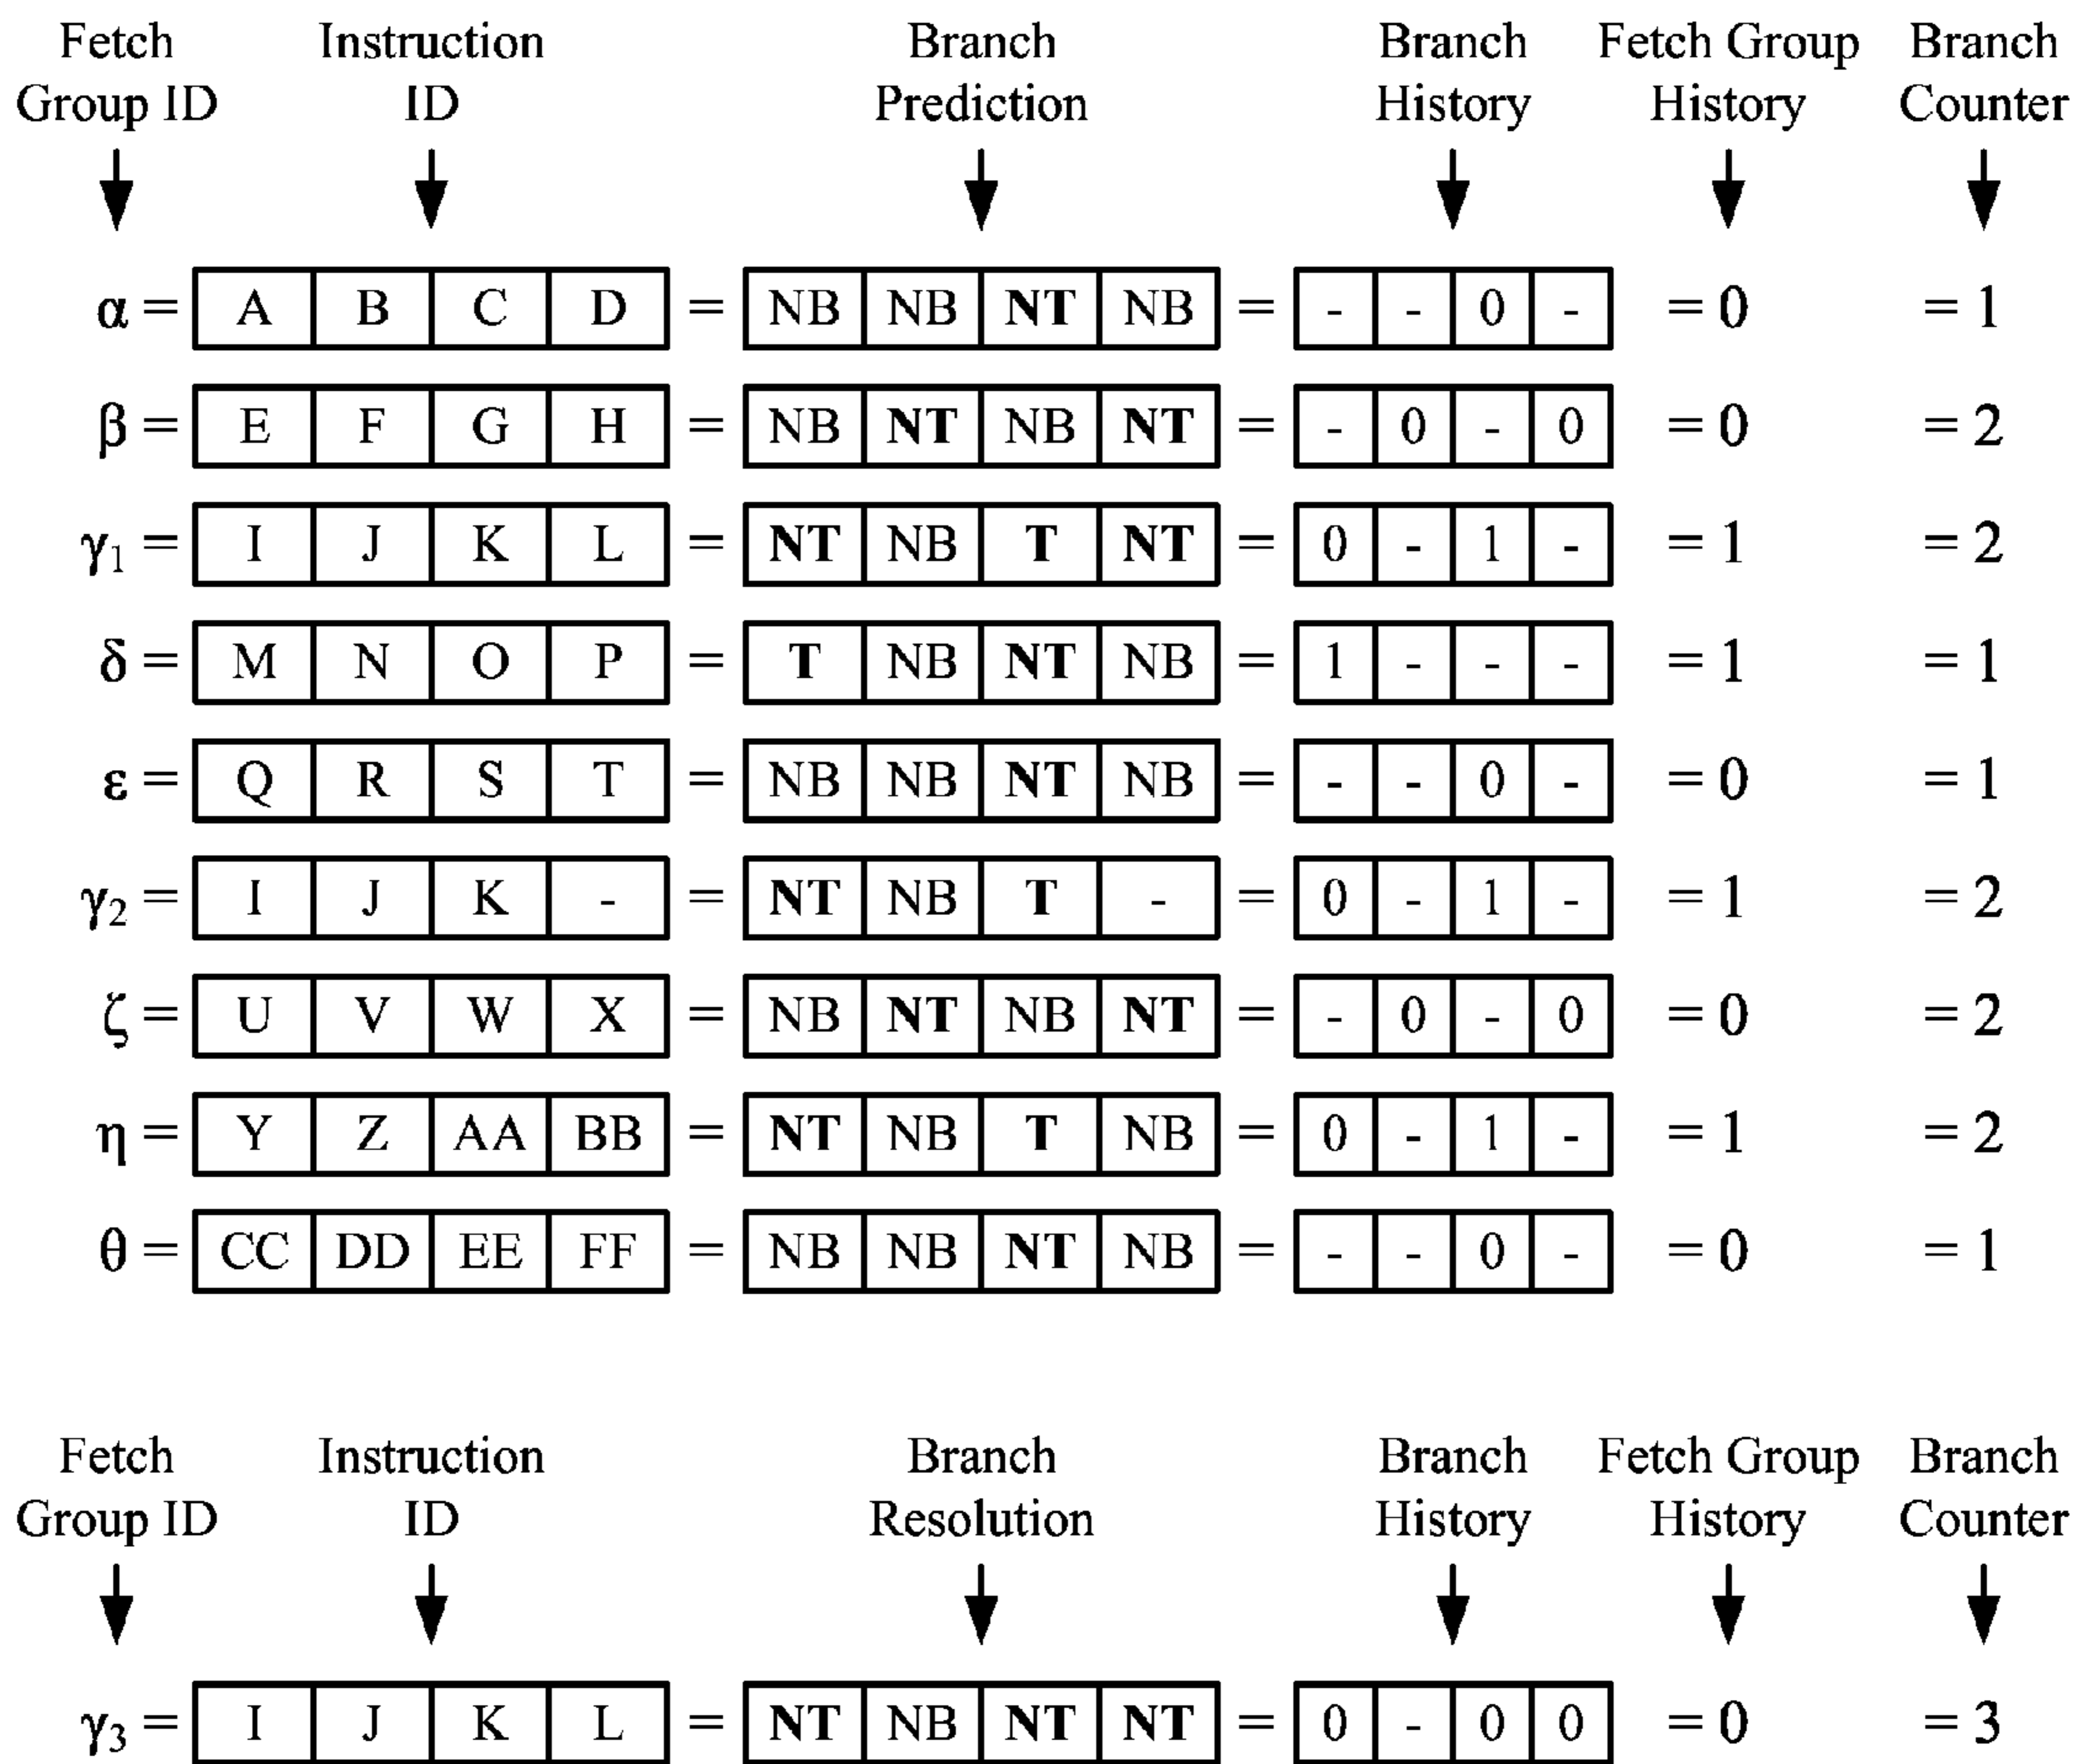 Fetch Instruction Branch Branch Fetch Group Branch
Group ID ID Prediction History History Counter
α = A B C D = NB NB NT NB = - - 0 - = 0 = 1
β = E F G H = NB NT NB NT = - 0 - 0 = 0 = 2
γ1 = I J K L = NT NB T NT = 0 - 1 - = 1 = 2
δ = M N O P = T NB NT NB = 1 - - - = 1 = 1
ε = Q R S T = NB NB NT NB = - - 0 - = 0 = 1
γ2 = I J K - = NT NB T - = 0 - 1 - = 1 = 2
ζ = U V W X = NB NT NB NT = - 0 - 0 = 0 = 2
η = Y Z AA BB = NT NB T NB = 0 - 1 - = 1 = 2
θ = CC DD EE FF = NB NB NT NB = - - 0 - = 0 = 1
Fetch Instruction Branch Branch Fetch Group Branch
Group ID ID Resolution History History Counter
γ3 = I J K L = NT NB NT NT = 0 - 0 0 = 0 = 3